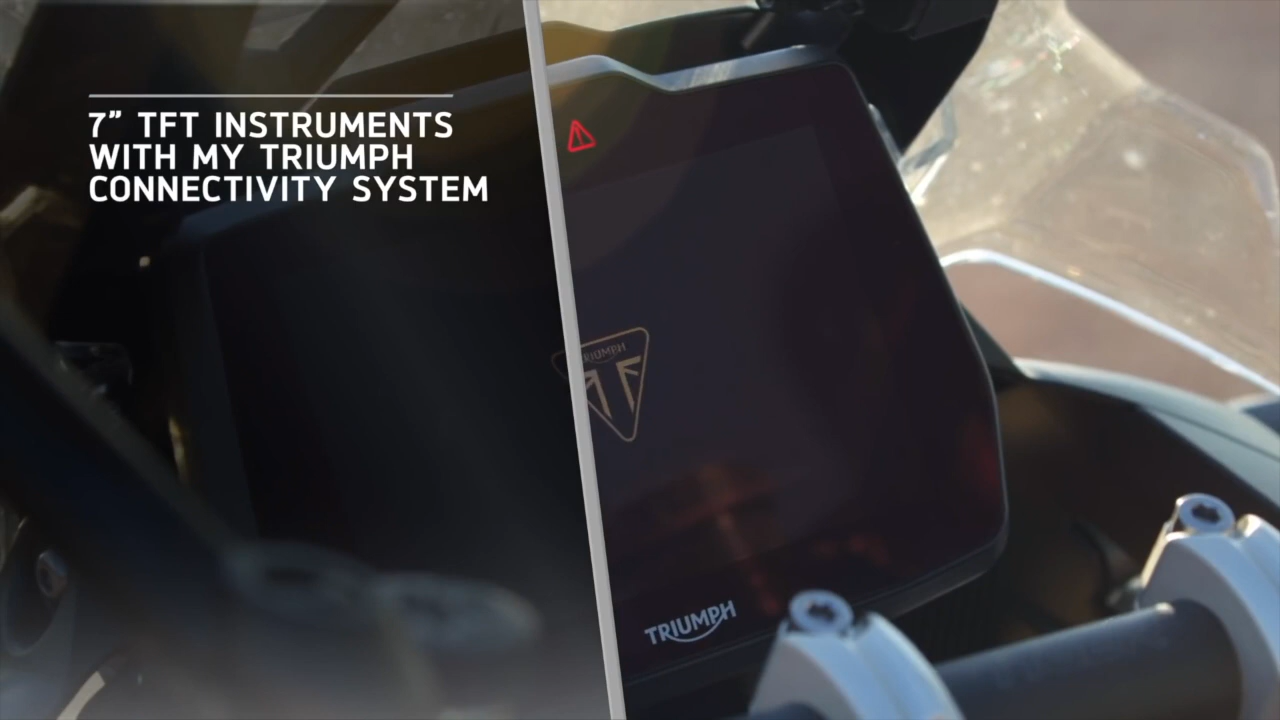 7” TFT INSTRUMENTS
WITH MY TRIUMPH
CONNECTIVITY SYSTEM
TRIUMPH
TRIUMPH